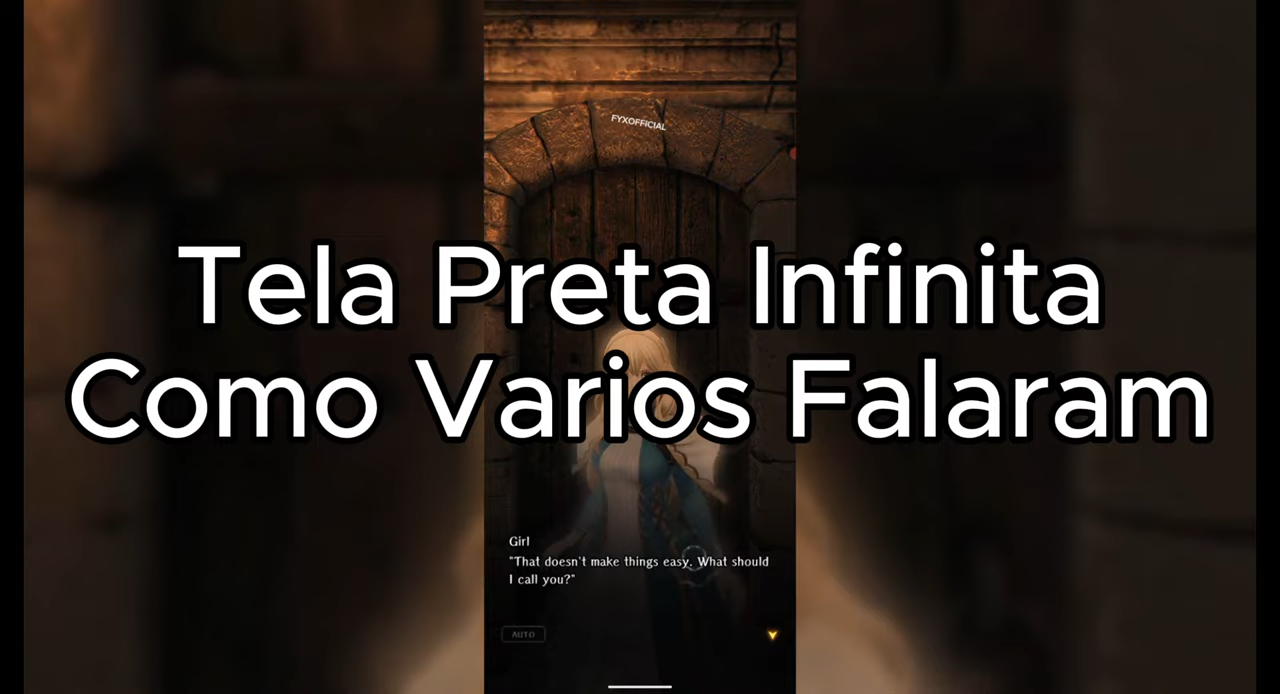 FYXOFFICIAL
Tela Preta Infinita
Como Varios Falaram
Girl
"That doesn't make things easy. What should
I call you?"
AUTO